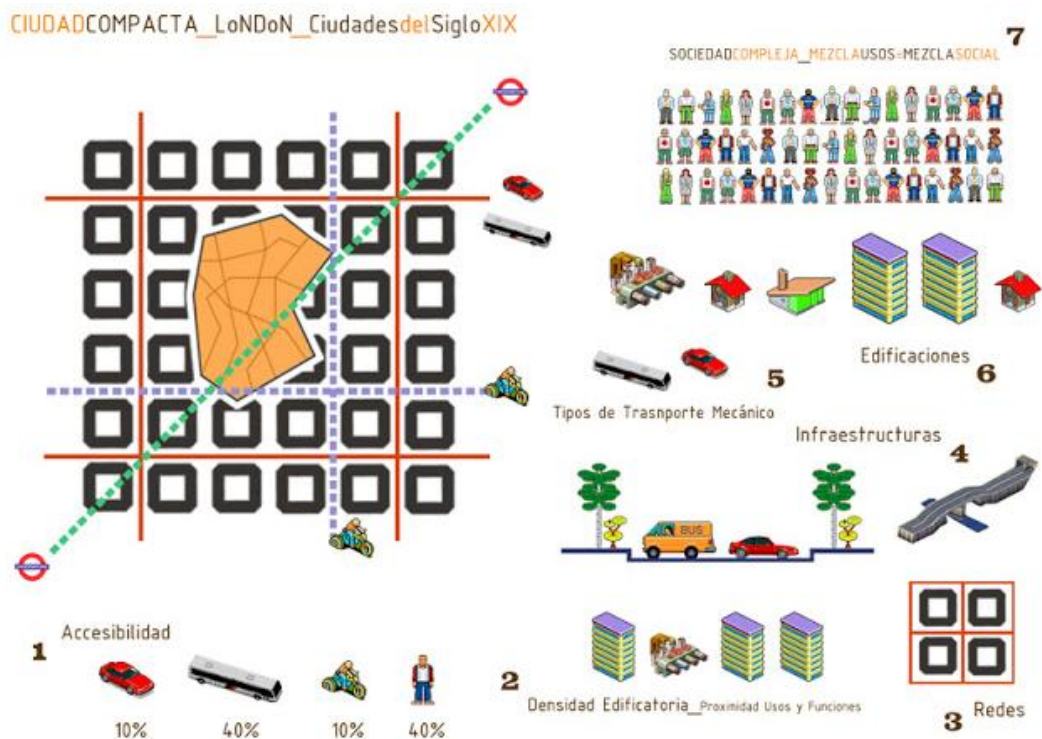 CIUDADCOMPACTA_LoNDoN_CiudadesdelSigloXIX
7
SOCIEDADCOMPLEJA_MEZCLAUSOS=MEZCLASOCIAL
Edificaciones
6
5
Tipos de Trasnporte Mecánico
Infraestructuras
4
BUS
1
Accesibilidad
10%
40%
10%
40%
2
Densidad Edificatoria_Proximidad Usos y Funciones
3
Redes